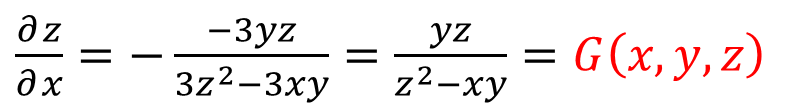 ∂z/∂x = − (−3yz)/(3z²−3xy) = yz/(z²−xy) = G(x, y, z)